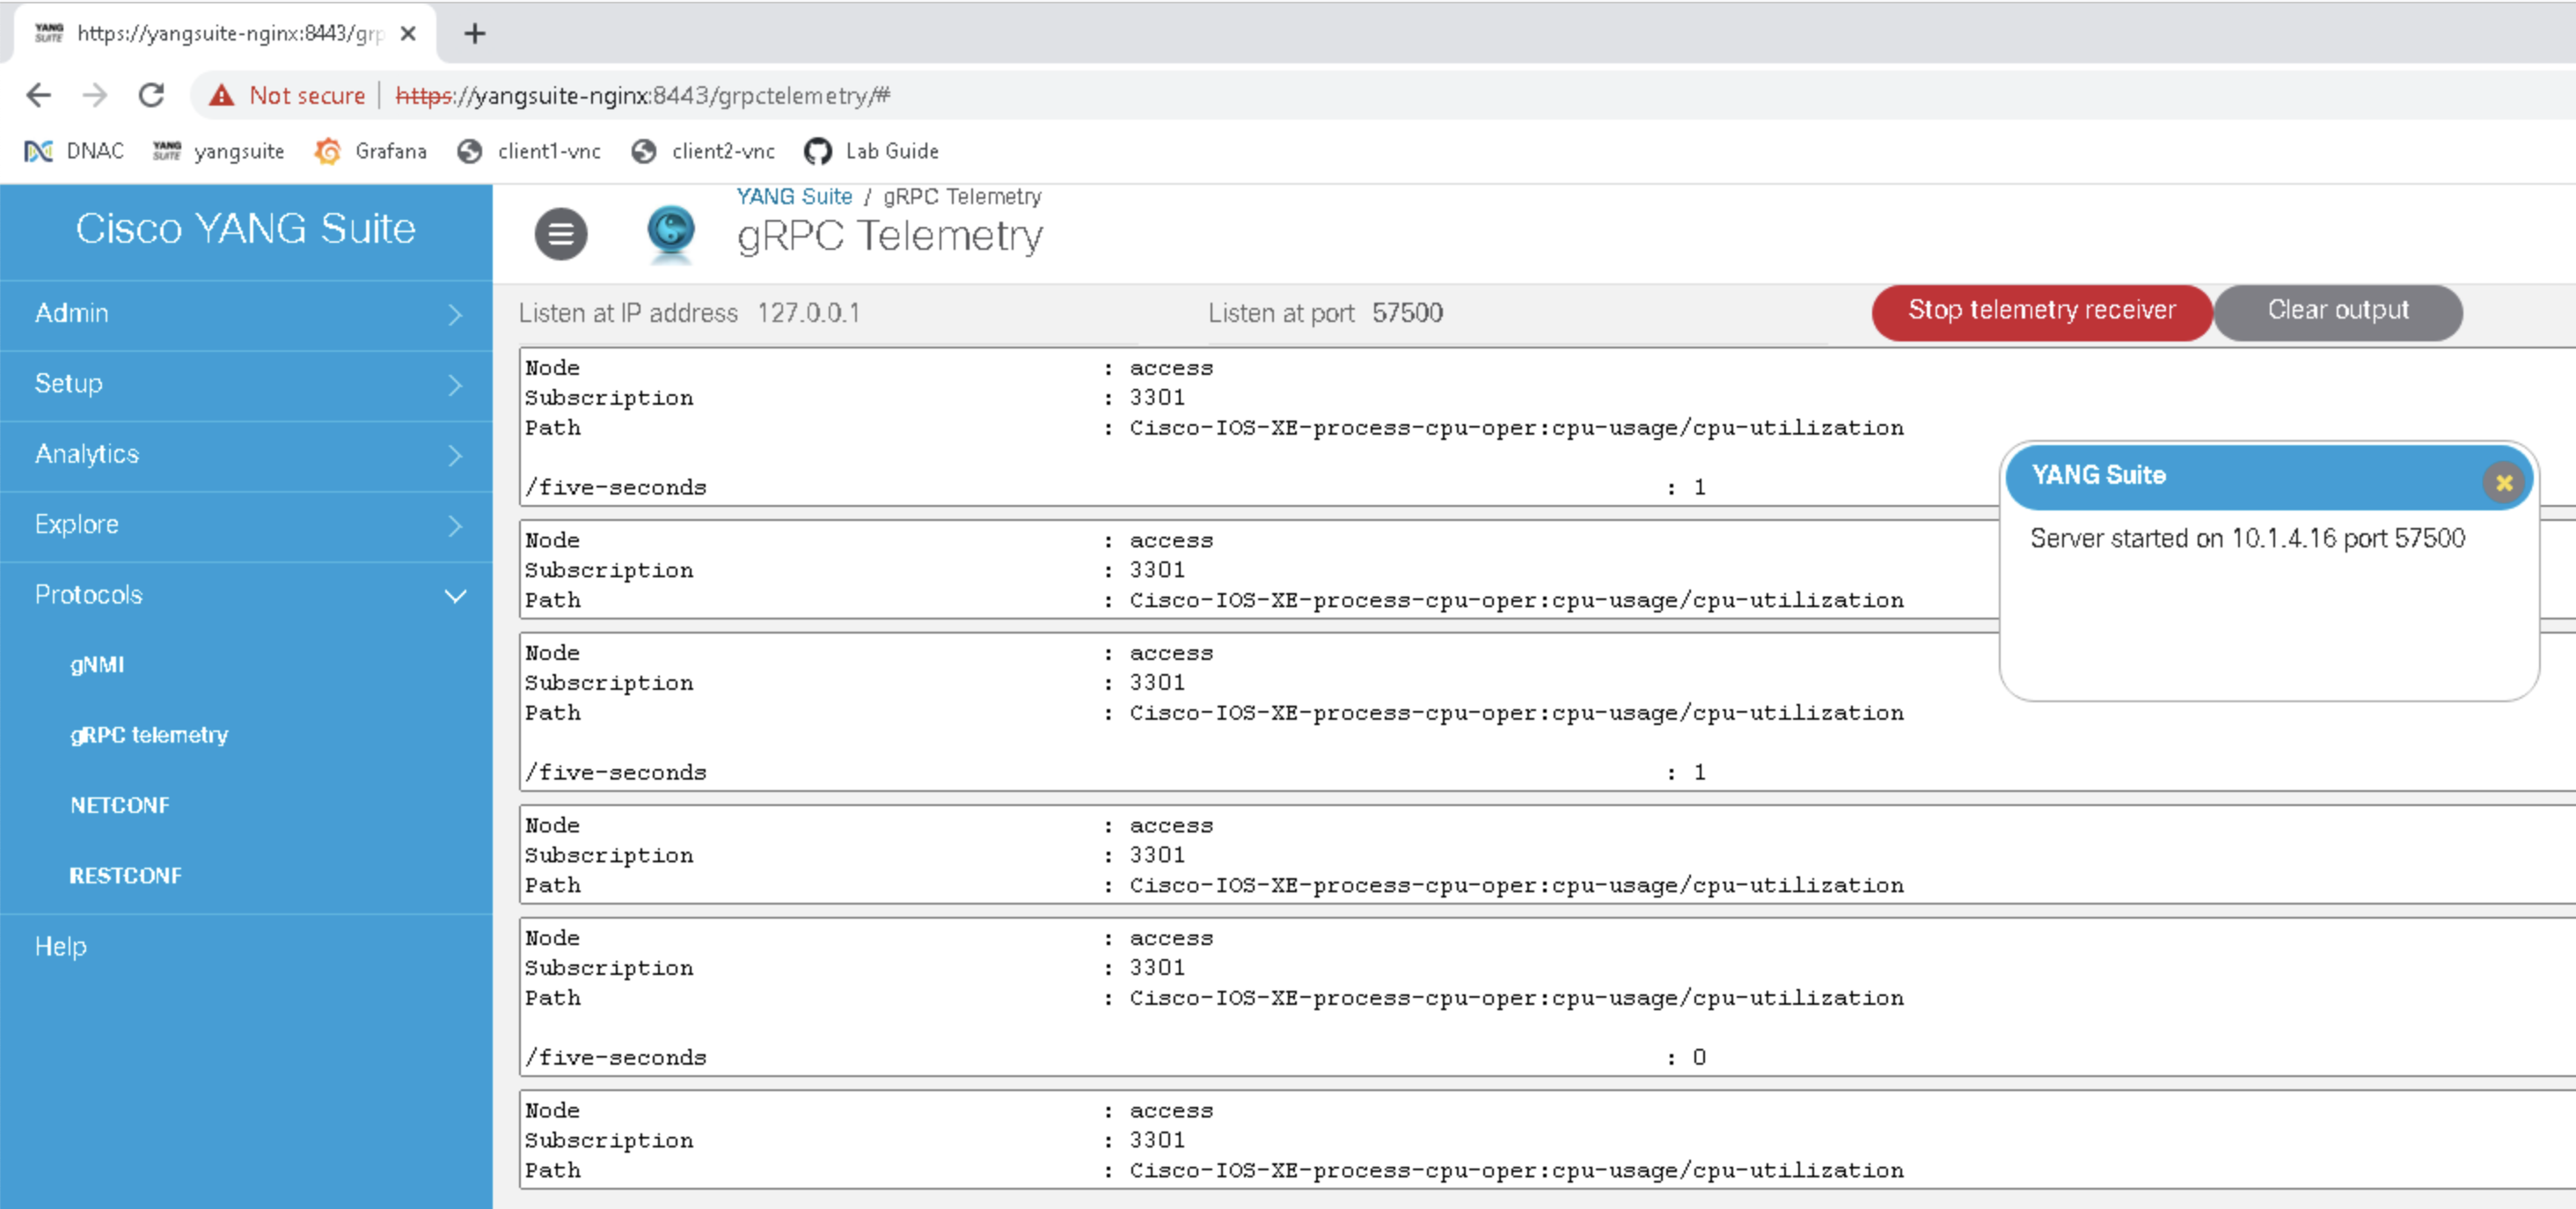 YANG SUITE https://yangsuite-nginx:8443/grp
Not secure | https://yangsuite-nginx:8443/grpctelemetry/#
DNAC YANG SUITE yangsuite Grafana client1-vnc client2-vnc Lab Guide
Cisco YANG Suite
Admin
Setup
Analytics
Explore
Protocols
gNMI
gRPC telemetry
NETCONF
RESTCONF
Help
YANG Suite / gRPC Telemetry
gRPC Telemetry
Listen at IP address 127.0.0.1 Listen at port 57500 Stop telemetry receiver Clear output
Node : access
Subscription : 3301
Path : Cisco-IOS-XE-process-cpu-oper:cpu-usage/cpu-utilization
/five-seconds : 1
Node : access
Subscription : 3301
Path : Cisco-IOS-XE-process-cpu-oper:cpu-usage/cpu-utilization
Node : access
Subscription : 3301
Path : Cisco-IOS-XE-process-cpu-oper:cpu-usage/cpu-utilization
/five-seconds : 1
Node : access
Subscription : 3301
Path : Cisco-IOS-XE-process-cpu-oper:cpu-usage/cpu-utilization
Node : access
Subscription : 3301
Path : Cisco-IOS-XE-process-cpu-oper:cpu-usage/cpu-utilization
/five-seconds : 0
Node : access
Subscription : 3301
Path : Cisco-IOS-XE-process-cpu-oper:cpu-usage/cpu-utilization
YANG Suite
Server started on 10.1.4.16 port 57500